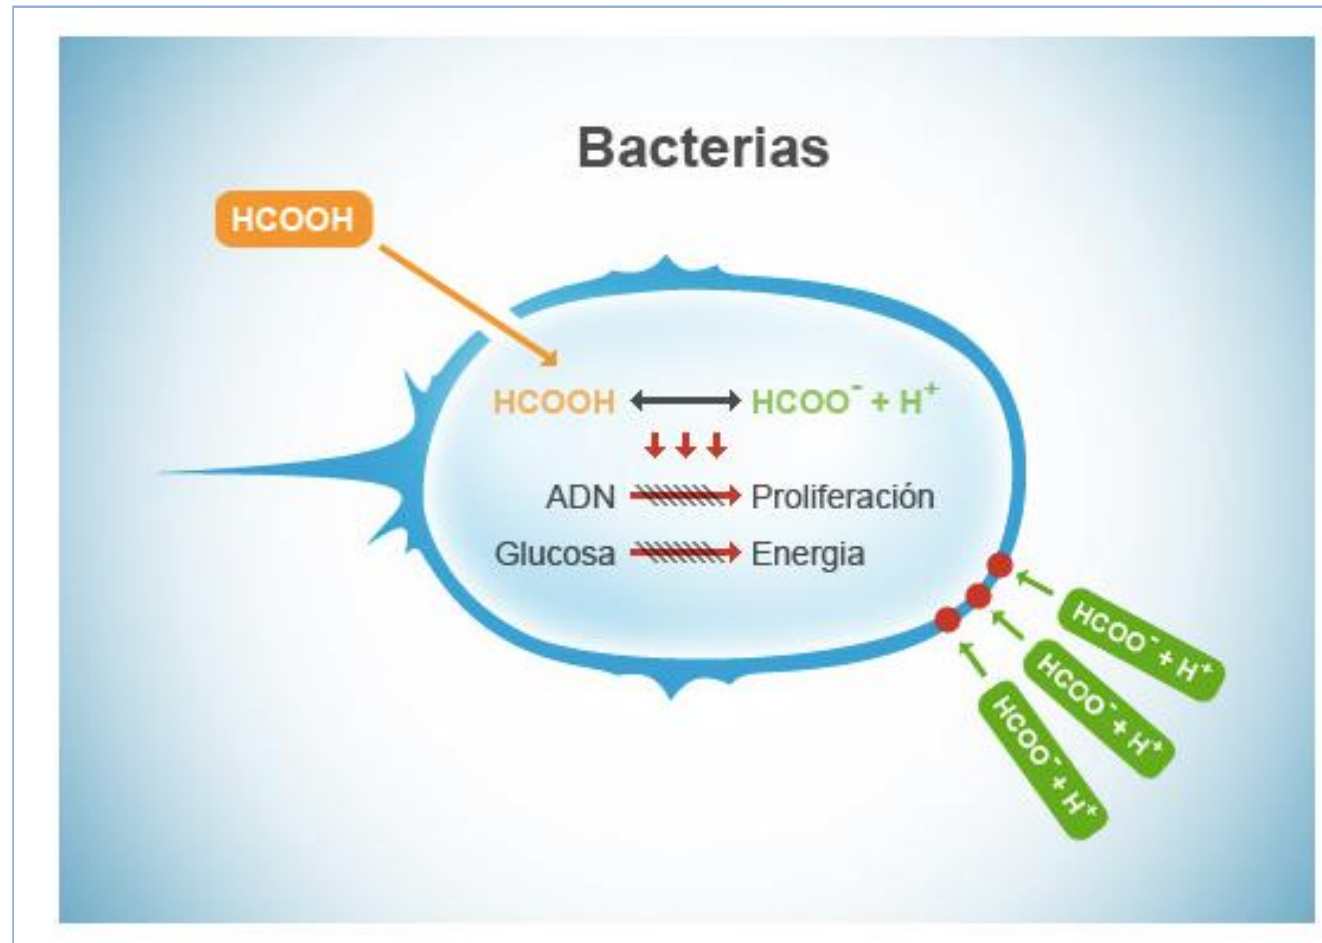 Bacterias
HCOOH
HCOOH HCOO⁻ + H⁺
ADN Proliferación
Glucosa Energia
HCOO⁻ + H⁺
HCOO⁻ + H⁺
HCOO⁻ + H⁺